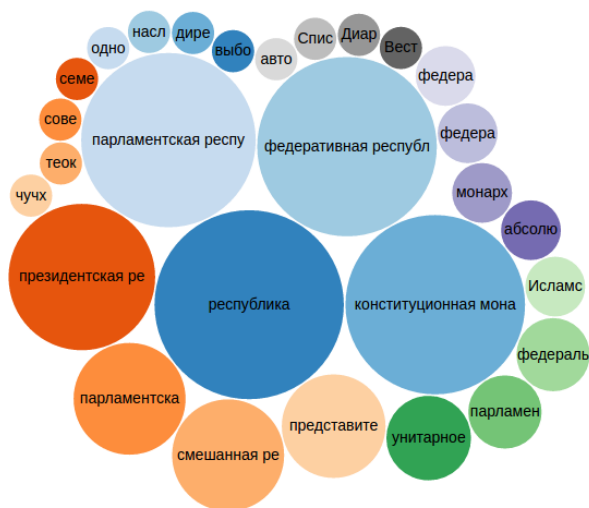 насл
дире
Спис
Диар
одно
выбо
Вест
авто
семе
федера
сове
федера
парламентская респу
федеративная републ
теок
монарх
чучх
абсолю
президентская ре
Исламс
республика
конституционная мона
федераль
парламентска
парламен
представите
унитарное
смешанная ре